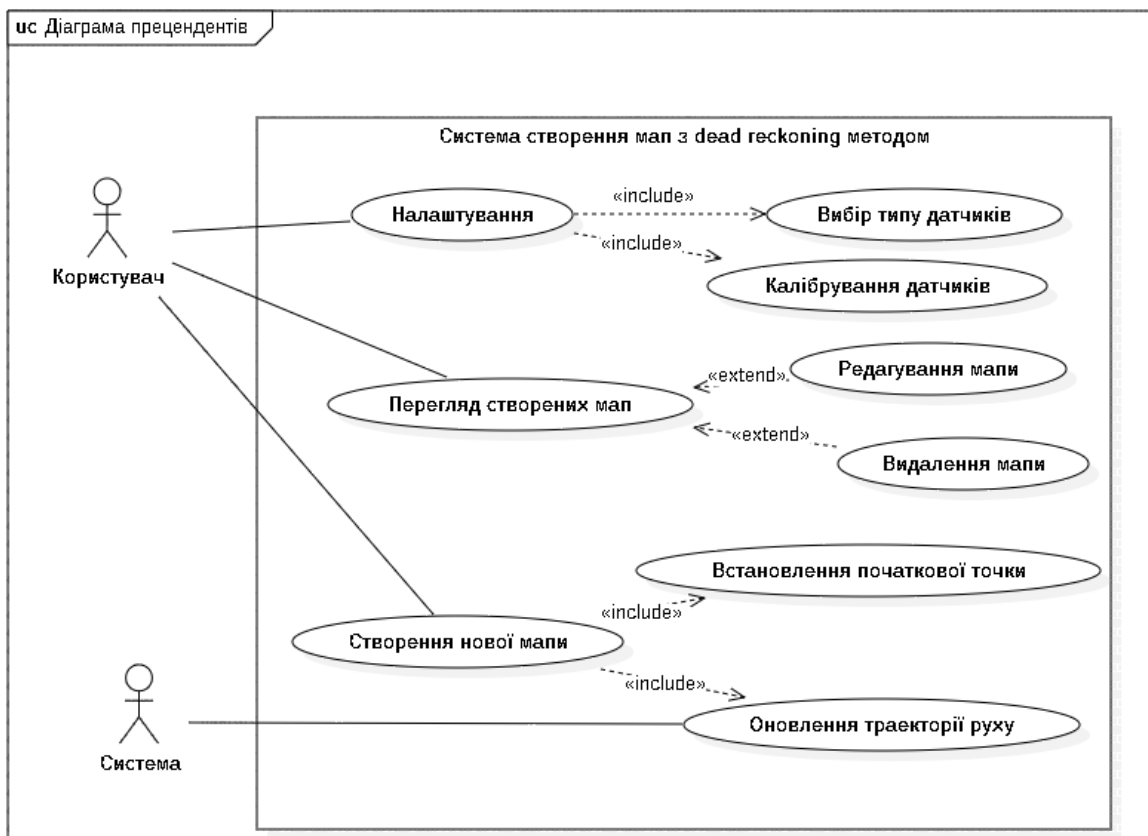 uc Діаграма прецендентів
Система створення мап з dead reckoning методом
Користувач
Налаштування
«include»
Вибір типу датчиків
«include»
Калібрування датчиків
Перегляд створених мап
«extend»
Редагування мапи
«extend»
Видалення мапи
Створення нової мапи
«include»
Встановлення початкової точки
«include»
Оновлення траекторії руху
Система